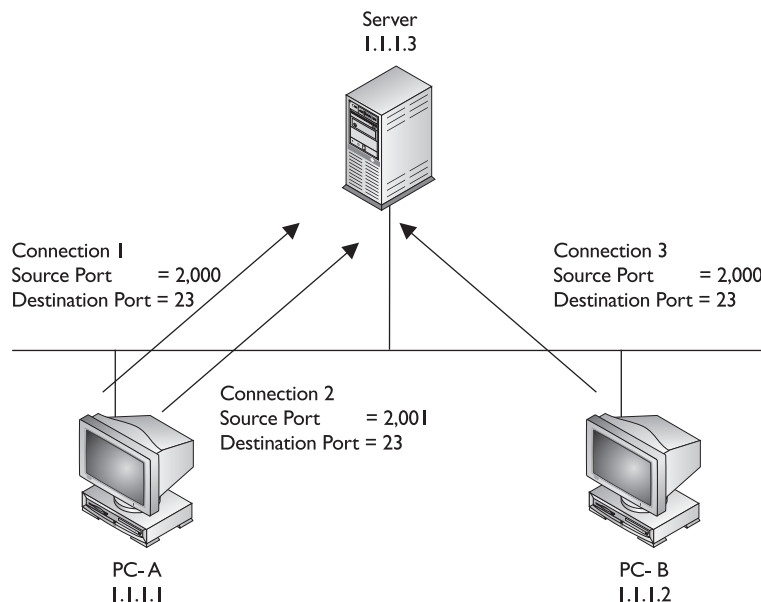 Server
1.1.1.3
Connection 1
Source Port = 2,000
Destination Port = 23
Connection 3
Source Port = 2,000
Destination Port = 23
Connection 2
Source Port = 2,001
Destination Port = 23
PC-A
1.1.1.1
PC-B
1.1.1.2